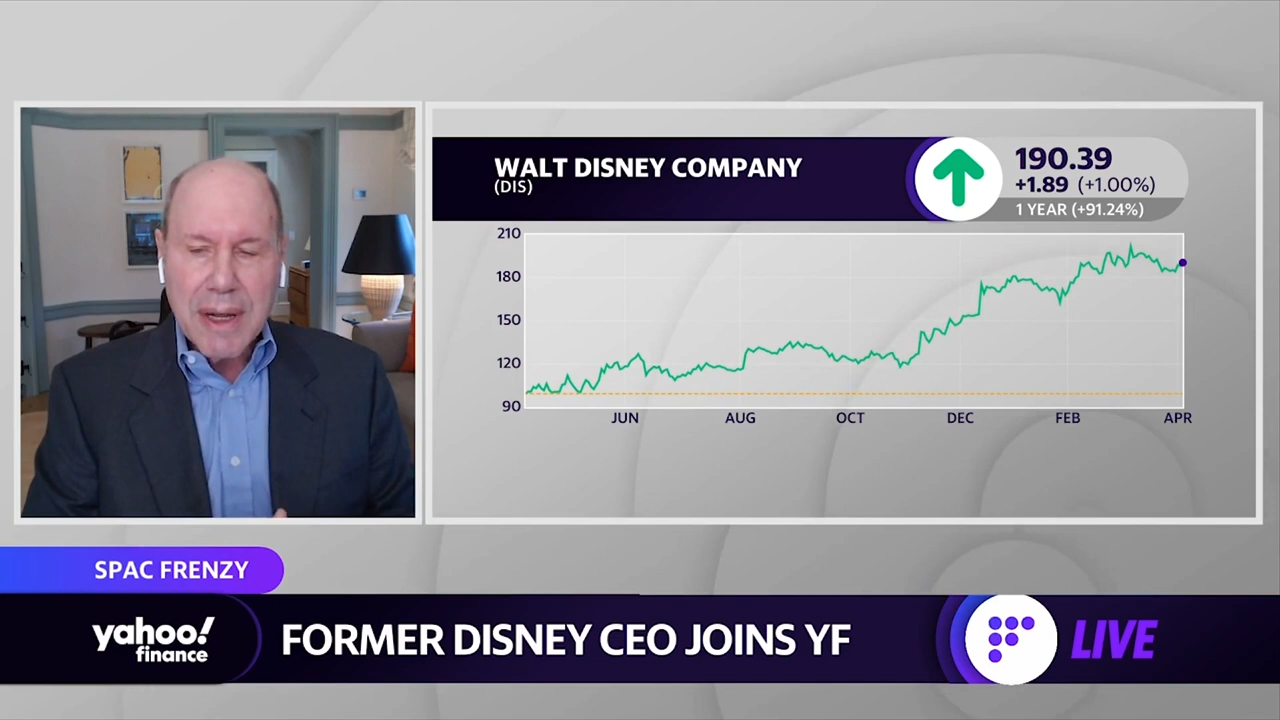 WALT DISNEY COMPANY
(DIS)
190.39
+1.89 (+1.00%)
1 YEAR (+91.24%)
210
180
150
120
90
JUN AUG OCT DEC FEB APR
SPAC FRENZY
yahoo!
finance
FORMER DISNEY CEO JOINS YF
LIVE